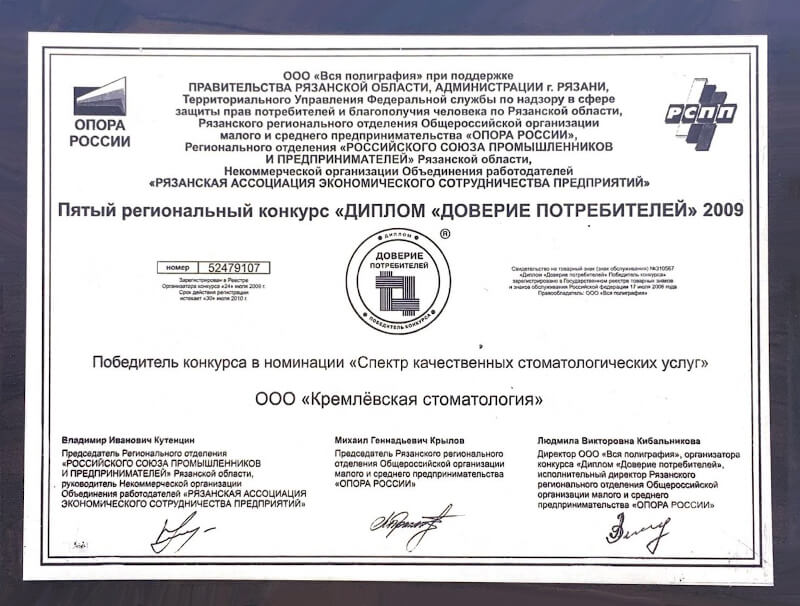 ООО «Вся полиграфия» при поддержке
ПРАВИТЕЛЬСТВА РЯЗАНСКОЙ ОБЛАСТИ, АДМИНИСТРАЦИИ г. РЯЗАНИ,
Территориального Управления Федеральной службы по надзору в сфере
защиты прав потребителей и благополучия человека по Рязанской области,
Рязанского регионального отделения Общероссийской организации
малого и среднего предпринимательства «ОПОРА РОССИИ»,
Регионального отделения «РОССИЙСКОГО СОЮЗА ПРОМЫШЛЕННИКОВ
И ПРЕДПРИНИМАТЕЛЕЙ» Рязанской области,
Некоммерческой организации Объединения работодателей
«РЯЗАНСКАЯ АССОЦИАЦИЯ ЭКОНОМИЧЕСКОГО СОТРУДНИЧЕСТВА ПРЕДПРИЯТИЙ»
ОПОРА
РОССИИ
РСПП
Пятый региональный конкурс «ДИПЛОМ «ДОВЕРИЕ ПОТРЕБИТЕЛЕЙ» 2009
номер 52479107
Зарегистрирован в Реестре
Организатора конкурса «24» июля 2009 г.
Срок действия регистрации
истекает «30» июля 2010 г.
ДИПЛОМ
ДОВЕРИЕ
ПОТРЕБИТЕЛЕЙ
ПОБЕДИТЕЛЬ КОНКУРСА
®
Свидетельство на товарный знак (знак обслуживания) №310567
«Диплом «Доверие потребителей» Победитель конкурса»
зарегистрировано в Государственном реестре товарных знаков
и знаков обслуживания Российской федерации 17 июля 2006 года
Правообладатель: ООО «Вся полиграфия»
Победитель конкурса в номинации «Спектр качественных стоматологических услуг»
ООО «Кремлёвская стоматология»
Владимир Иванович Кутенцин
Председатель Регионального отделения
«РОССИЙСКОГО СОЮЗА ПРОМЫШЛЕННИКОВ
И ПРЕДПРИНИМАТЕЛЕЙ» Рязанской области,
руководитель Некоммерческой организации
Объединения работодателей «РЯЗАНСКАЯ АССОЦИАЦИЯ
ЭКОНОМИЧЕСКОГО СОТРУДНИЧЕСТВА ПРЕДПРИЯТИЙ»
Михаил Геннадьевич Крылов
Председатель Рязанского регионального
отделения Общероссийской организации
малого и среднего предпринимательства
«ОПОРА РОССИИ»
Людмила Викторовна Кибальникова
Директор ООО «Вся полиграфия», организатора
конкурса «Диплом «Доверие потребителей»,
исполнительный директор Рязанского
регионального отделения Общероссийской
организации малого и среднего
предпринимательства «ОПОРА РОССИИ»